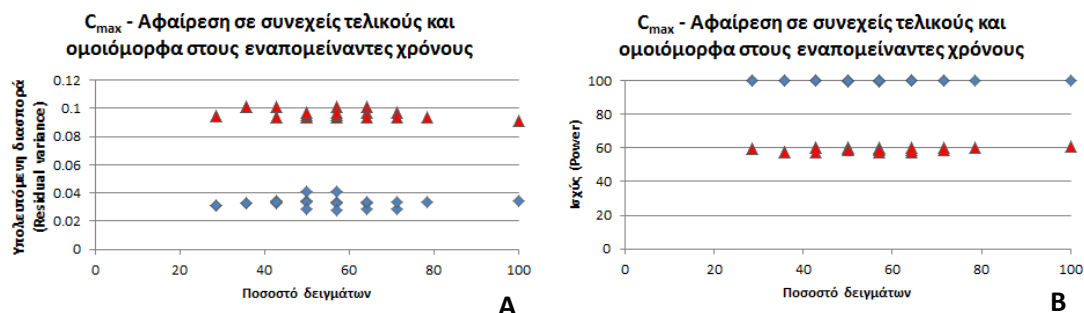 C_max - Αφαίρεση σε συνεχείς τελικούς και
ομοιόμορφα στους εναπομείναντες χρόνους
Υπολειπόμενη διασπορά
(Residual variance)
0.12
0.1
0.08
0.06
0.04
0.02
0
0 20 40 60 80 100
Ποσοστό δειγμάτων
A
C_max - Αφαίρεση σε συνεχείς τελικούς και
ομοιόμορφα στους εναπομείναντες χρόνους
Ισχύς (Power)
100
80
60
40
20
0
0 20 40 60 80 100
Ποσοστό δειγμάτων
B